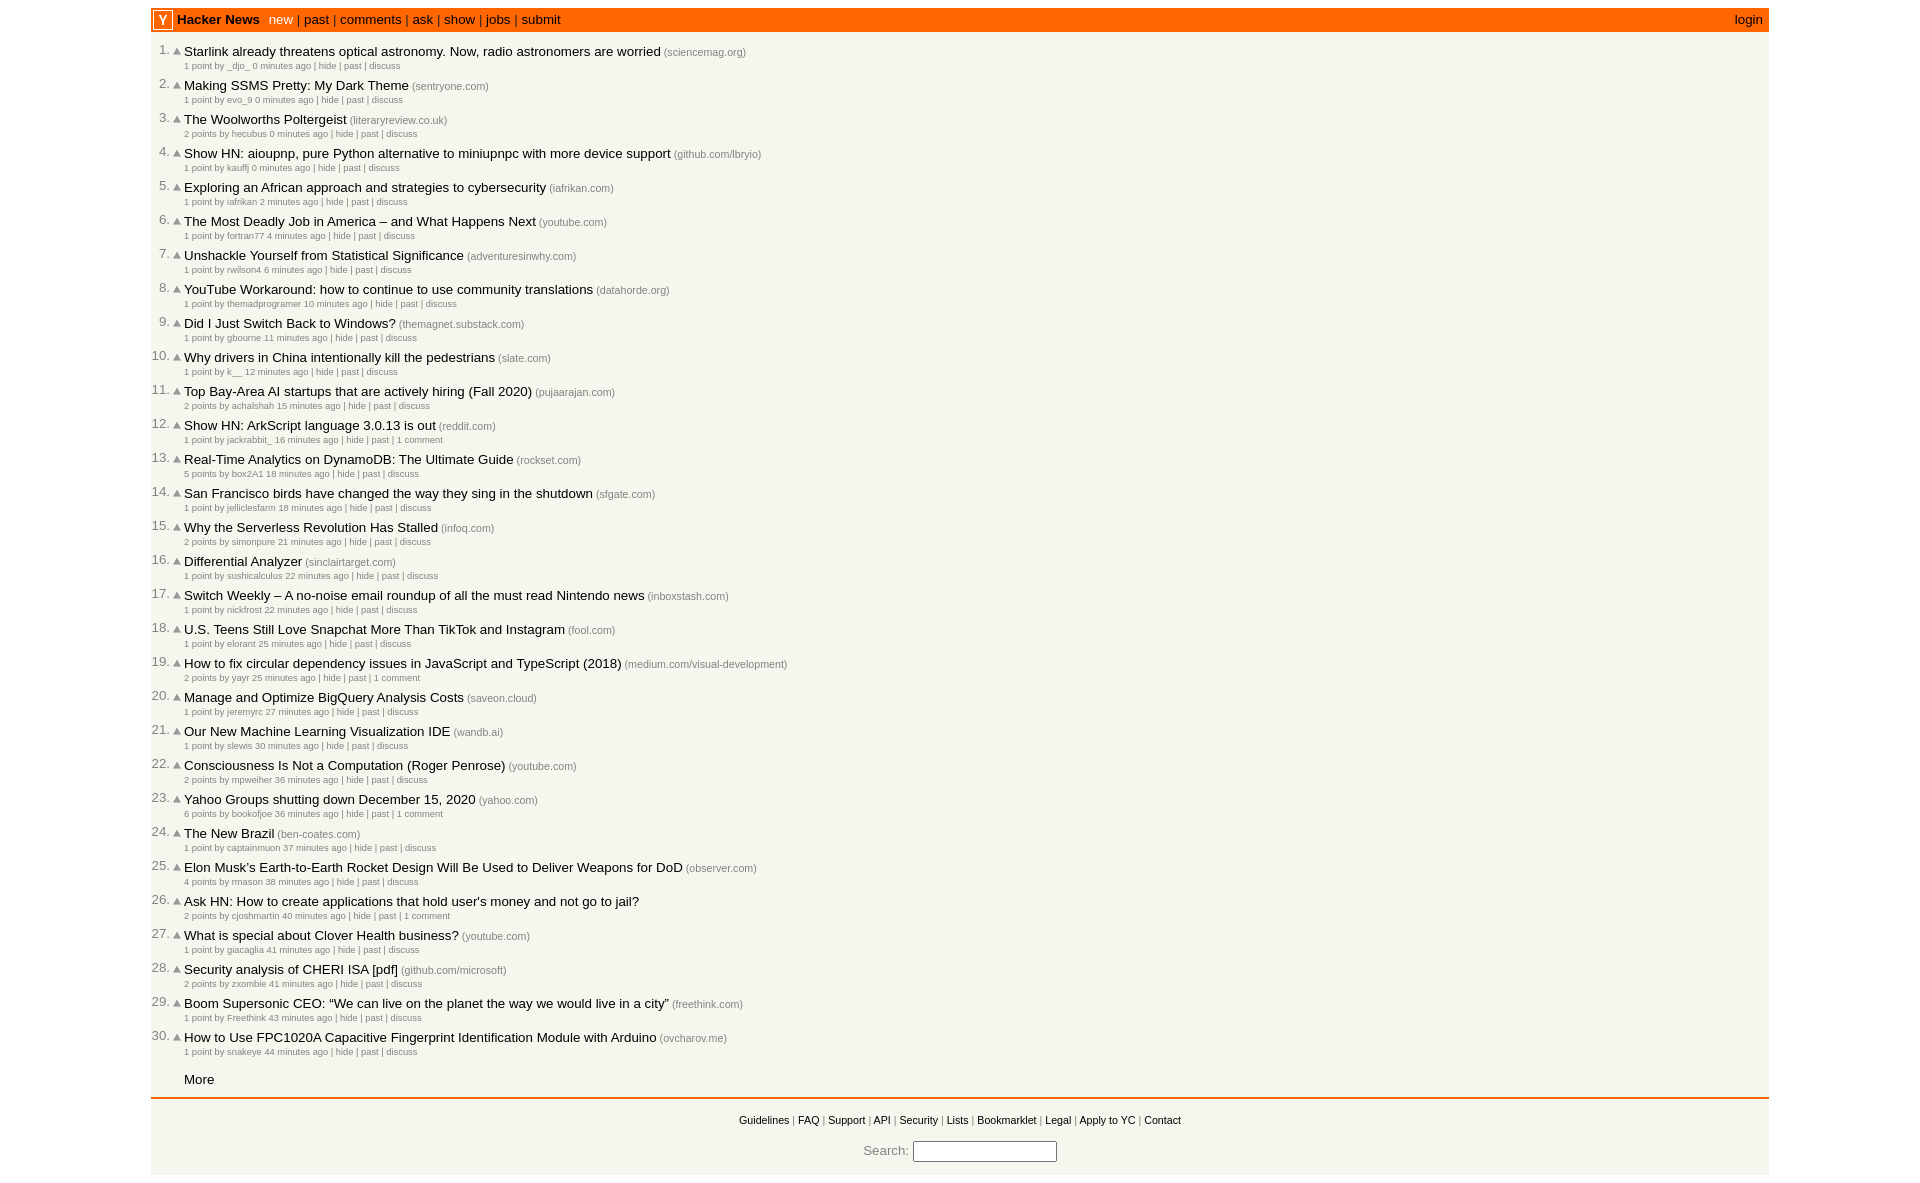 Y Hacker News new | past | comments | ask | show | jobs | submit login
1. Starlink already threatens optical astronomy. Now, radio astronomers are worried (sciencemag.org)
1 point by _djo_ 0 minutes ago | hide | past | discuss
2. Making SSMS Pretty: My Dark Theme (sentryone.com)
1 point by evo_9 0 minutes ago | hide | past | discuss
3. The Woolworths Poltergeist (literaryreview.co.uk)
2 points by hecubus 0 minutes ago | hide | past | discuss
4. Show HN: aioupnp, pure Python alternative to miniupnpc with more device support (github.com/lbryio)
1 point by kauffj 0 minutes ago | hide | past | discuss
5. Exploring an African approach and strategies to cybersecurity (iafrikan.com)
1 point by iafrikan 2 minutes ago | hide | past | discuss
6. The Most Deadly Job in America – and What Happens Next (youtube.com)
1 point by fortran77 4 minutes ago | hide | past | discuss
7. Unshackle Yourself from Statistical Significance (adventuresinwhy.com)
1 point by rwilson4 6 minutes ago | hide | past | discuss
8. YouTube Workaround: how to continue to use community translations (datahorde.org)
1 point by themadprogramer 10 minutes ago | hide | past | discuss
9. Did I Just Switch Back to Windows? (themagnet.substack.com)
1 point by gbourne 11 minutes ago | hide | past | discuss
10. Why drivers in China intentionally kill the pedestrians (slate.com)
1 point by k__ 12 minutes ago | hide | past | discuss
11. Top Bay-Area AI startups that are actively hiring (Fall 2020) (pujaarajan.com)
2 points by achalshah 15 minutes ago | hide | past | discuss
12. Show HN: ArkScript language 3.0.13 is out (reddit.com)
1 point by jackrabbit_ 16 minutes ago | hide | past | 1 comment
13. Real-Time Analytics on DynamoDB: The Ultimate Guide (rockset.com)
5 points by box2A1 18 minutes ago | hide | past | discuss
14. San Francisco birds have changed the way they sing in the shutdown (sfgate.com)
1 point by jelliclesfarm 18 minutes ago | hide | past | discuss
15. Why the Serverless Revolution Has Stalled (infoq.com)
2 points by simonpure 21 minutes ago | hide | past | discuss
16. Differential Analyzer (sinclairtarget.com)
1 point by sushicalculus 22 minutes ago | hide | past | discuss
17. Switch Weekly – A no-noise email roundup of all the must read Nintendo news (inboxstash.com)
1 point by nickfrost 22 minutes ago | hide | past | discuss
18. U.S. Teens Still Love Snapchat More Than TikTok and Instagram (fool.com)
1 point by elorant 25 minutes ago | hide | past | discuss
19. How to fix circular dependency issues in JavaScript and TypeScript (2018) (medium.com/visual-development)
2 points by yayr 25 minutes ago | hide | past | 1 comment
20. Manage and Optimize BigQuery Analysis Costs (saveon.cloud)
1 point by jeremyrc 27 minutes ago | hide | past | discuss
21. Our New Machine Learning Visualization IDE (wandb.ai)
1 point by slewis 30 minutes ago | hide | past | discuss
22. Consciousness Is Not a Computation (Roger Penrose) (youtube.com)
2 points by mpweiher 36 minutes ago | hide | past | discuss
23. Yahoo Groups shutting down December 15, 2020 (yahoo.com)
6 points by bookofjoe 36 minutes ago | hide | past | 1 comment
24. The New Brazil (ben-coates.com)
1 point by captainmuon 37 minutes ago | hide | past | discuss
25. Elon Musk’s Earth-to-Earth Rocket Design Will Be Used to Deliver Weapons for DoD (observer.com)
4 points by rmason 38 minutes ago | hide | past | discuss
26. Ask HN: How to create applications that hold user's money and not go to jail?
2 points by cjoshmartin 40 minutes ago | hide | past | 1 comment
27. What is special about Clover Health business? (youtube.com)
1 point by giacaglia 41 minutes ago | hide | past | discuss
28. Security analysis of CHERI ISA [pdf] (github.com/microsoft)
2 points by zxombie 41 minutes ago | hide | past | discuss
29. Boom Supersonic CEO: “We can live on the planet the way we would live in a city” (freethink.com)
1 point by Freethink 43 minutes ago | hide | past | discuss
30. How to Use FPC1020A Capacitive Fingerprint Identification Module with Arduino (ovcharov.me)
1 point by snakeye 44 minutes ago | hide | past | discuss
More
Guidelines | FAQ | Support | API | Security | Lists | Bookmarklet | Legal | Apply to YC | Contact
Search: